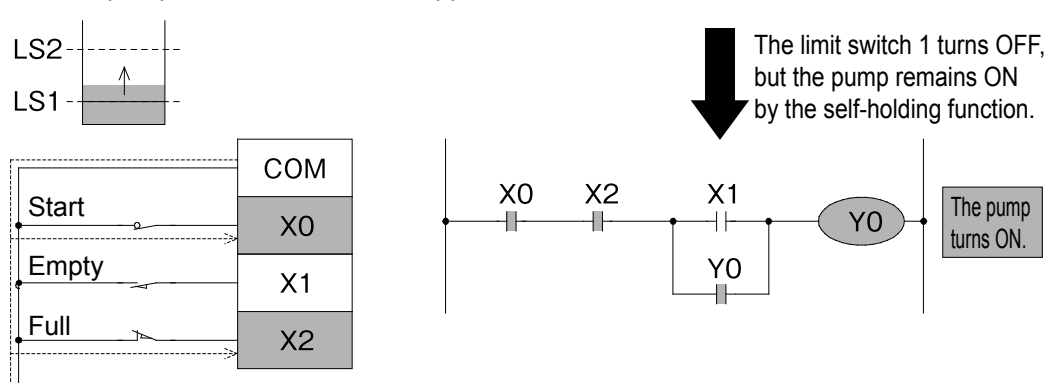 LS2
LS1
The limit switch 1 turns OFF,
but the pump remains ON
by the self-holding function.
COM
Start
X0
Empty
X1
Full
X2
X0
X2
X1
Y0
Y0
The pump
turns ON.